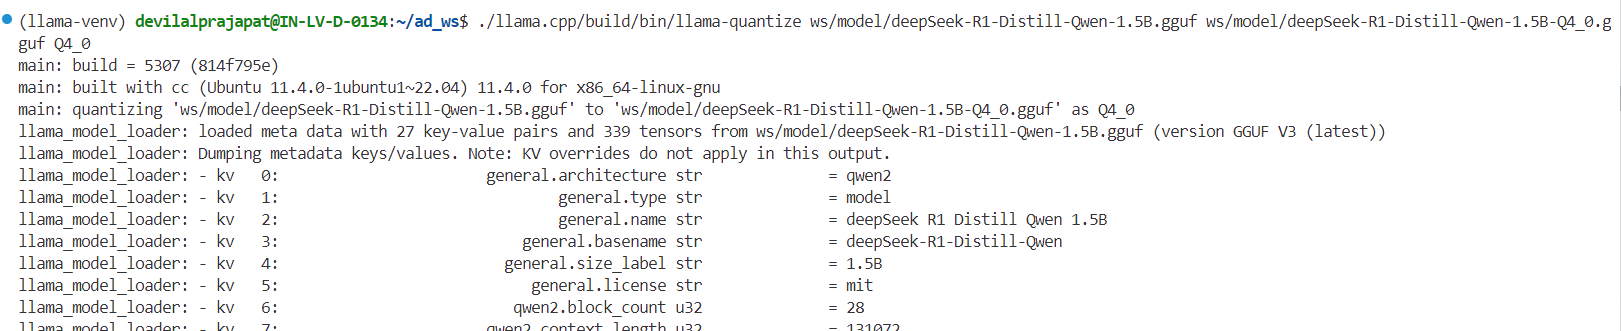 (llama-venv) devilalprajapat@IN-LV-D-0134:~/ad_ws$ ./llama.cpp/build/bin/llama-quantize ws/model/deepSeek-R1-Distill-Qwen-1.5B.gguf ws/model/deepSeek-R1-Distill-Qwen-1.5B-Q4_0.g
guf Q4_0
main: build = 5307 (814f795e)
main: built with cc (Ubuntu 11.4.0-1ubuntu1~22.04) 11.4.0 for x86_64-linux-gnu
main: quantizing 'ws/model/deepSeek-R1-Distill-Qwen-1.5B.gguf' to 'ws/model/deepSeek-R1-Distill-Qwen-1.5B-Q4_0.gguf' as Q4_0
llama_model_loader: loaded meta data with 27 key-value pairs and 339 tensors from ws/model/deepSeek-R1-Distill-Qwen-1.5B.gguf (version GGUF V3 (latest))
llama_model_loader: Dumping metadata keys/values. Note: KV overrides do not apply in this output.
llama_model_loader: - kv   0:                       general.architecture str              = qwen2
llama_model_loader: - kv   1:                               general.type str              = model
llama_model_loader: - kv   2:                               general.name str              = deepSeek R1 Distill Qwen 1.5B
llama_model_loader: - kv   3:                           general.basename str              = deepSeek-R1-Distill-Qwen
llama_model_loader: - kv   4:                         general.size_label str              = 1.5B
llama_model_loader: - kv   5:                            general.license str              = mit
llama_model_loader: - kv   6:                          qwen2.block_count u32              = 28
llama_model_loader: - kv   7:                       qwen2.context_length u32              = 131072